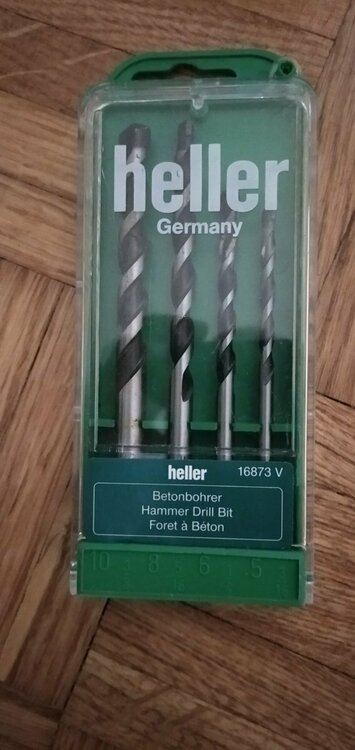 heller
Germany
heller 16873 V
Betonbohrer
Hammer Drill Bit
Foret à Béton
10 8 6 5